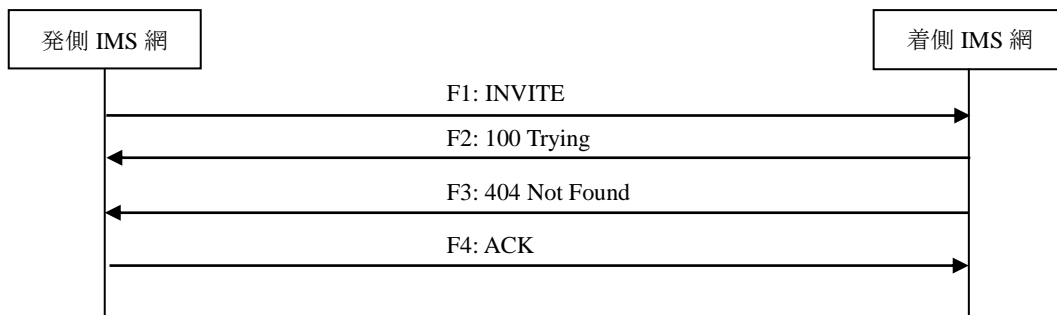 発側 IMS 網
着側 IMS 網
F1: INVITE
F2: 100 Trying
F3: 404 Not Found
F4: ACK